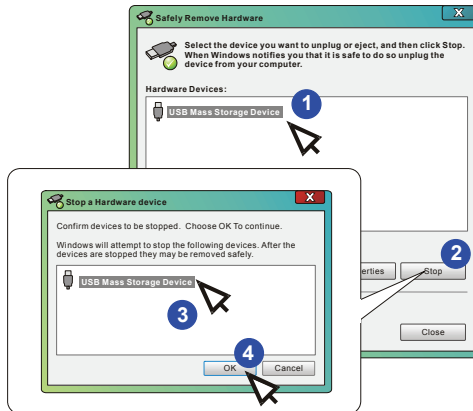 Safely Remove Hardware
X
Select the device you want to unplug or eject, and then click Stop.
When Windows notifies you that it is safe to do so unplug the
device from your computer.
Hardware Devices:
USB Mass Storage Device
1
2
erties
Stop
Close
Stop a Hardware device
X
Confirm devices to be stopped. Choose OK To continue.
Windows will attempt to stop the following devices. After the
devices are stopped they may be removed safely.
USB Mass Storage Device
3
4
OK
Cancel